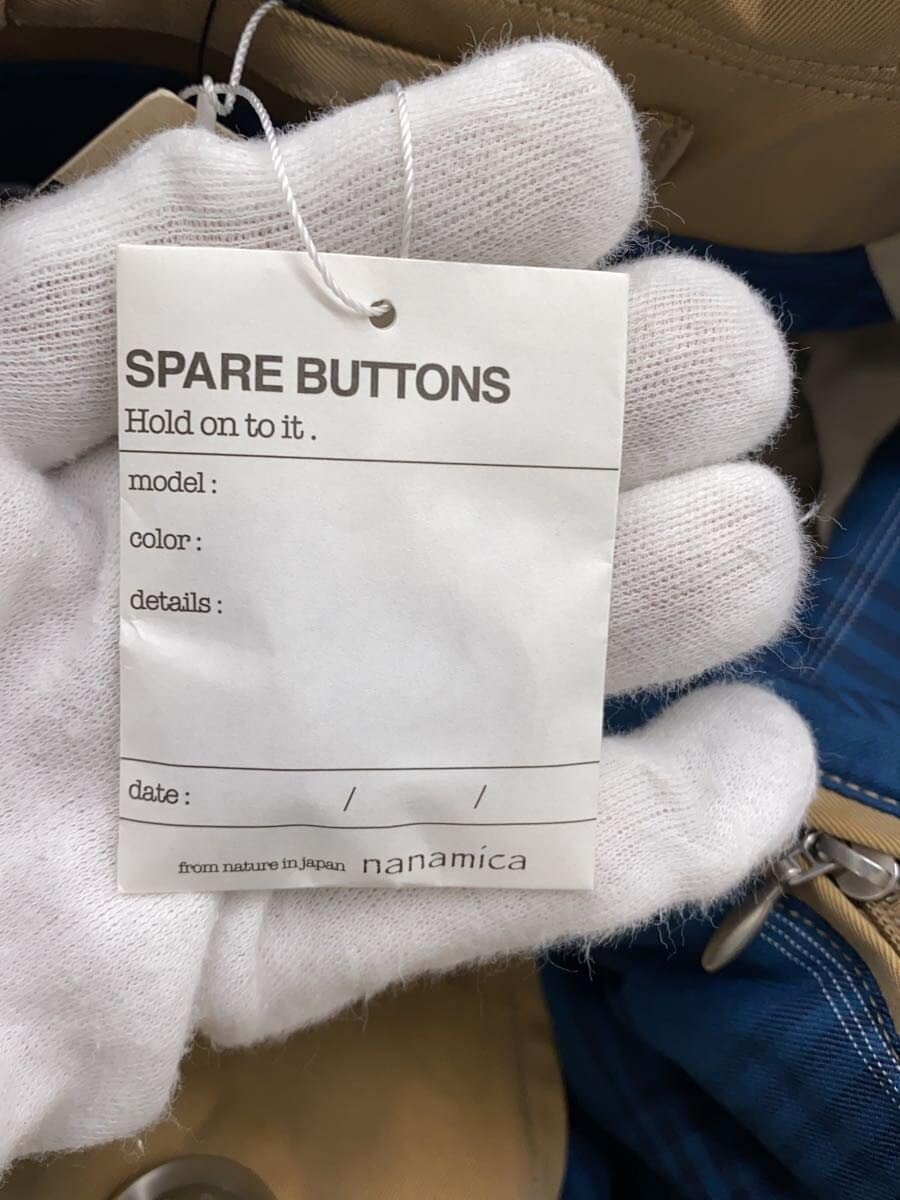 SPARE BUTTONS
Hold on to it .
model :
color :
details :
date : / /
from nature in japan nanamica